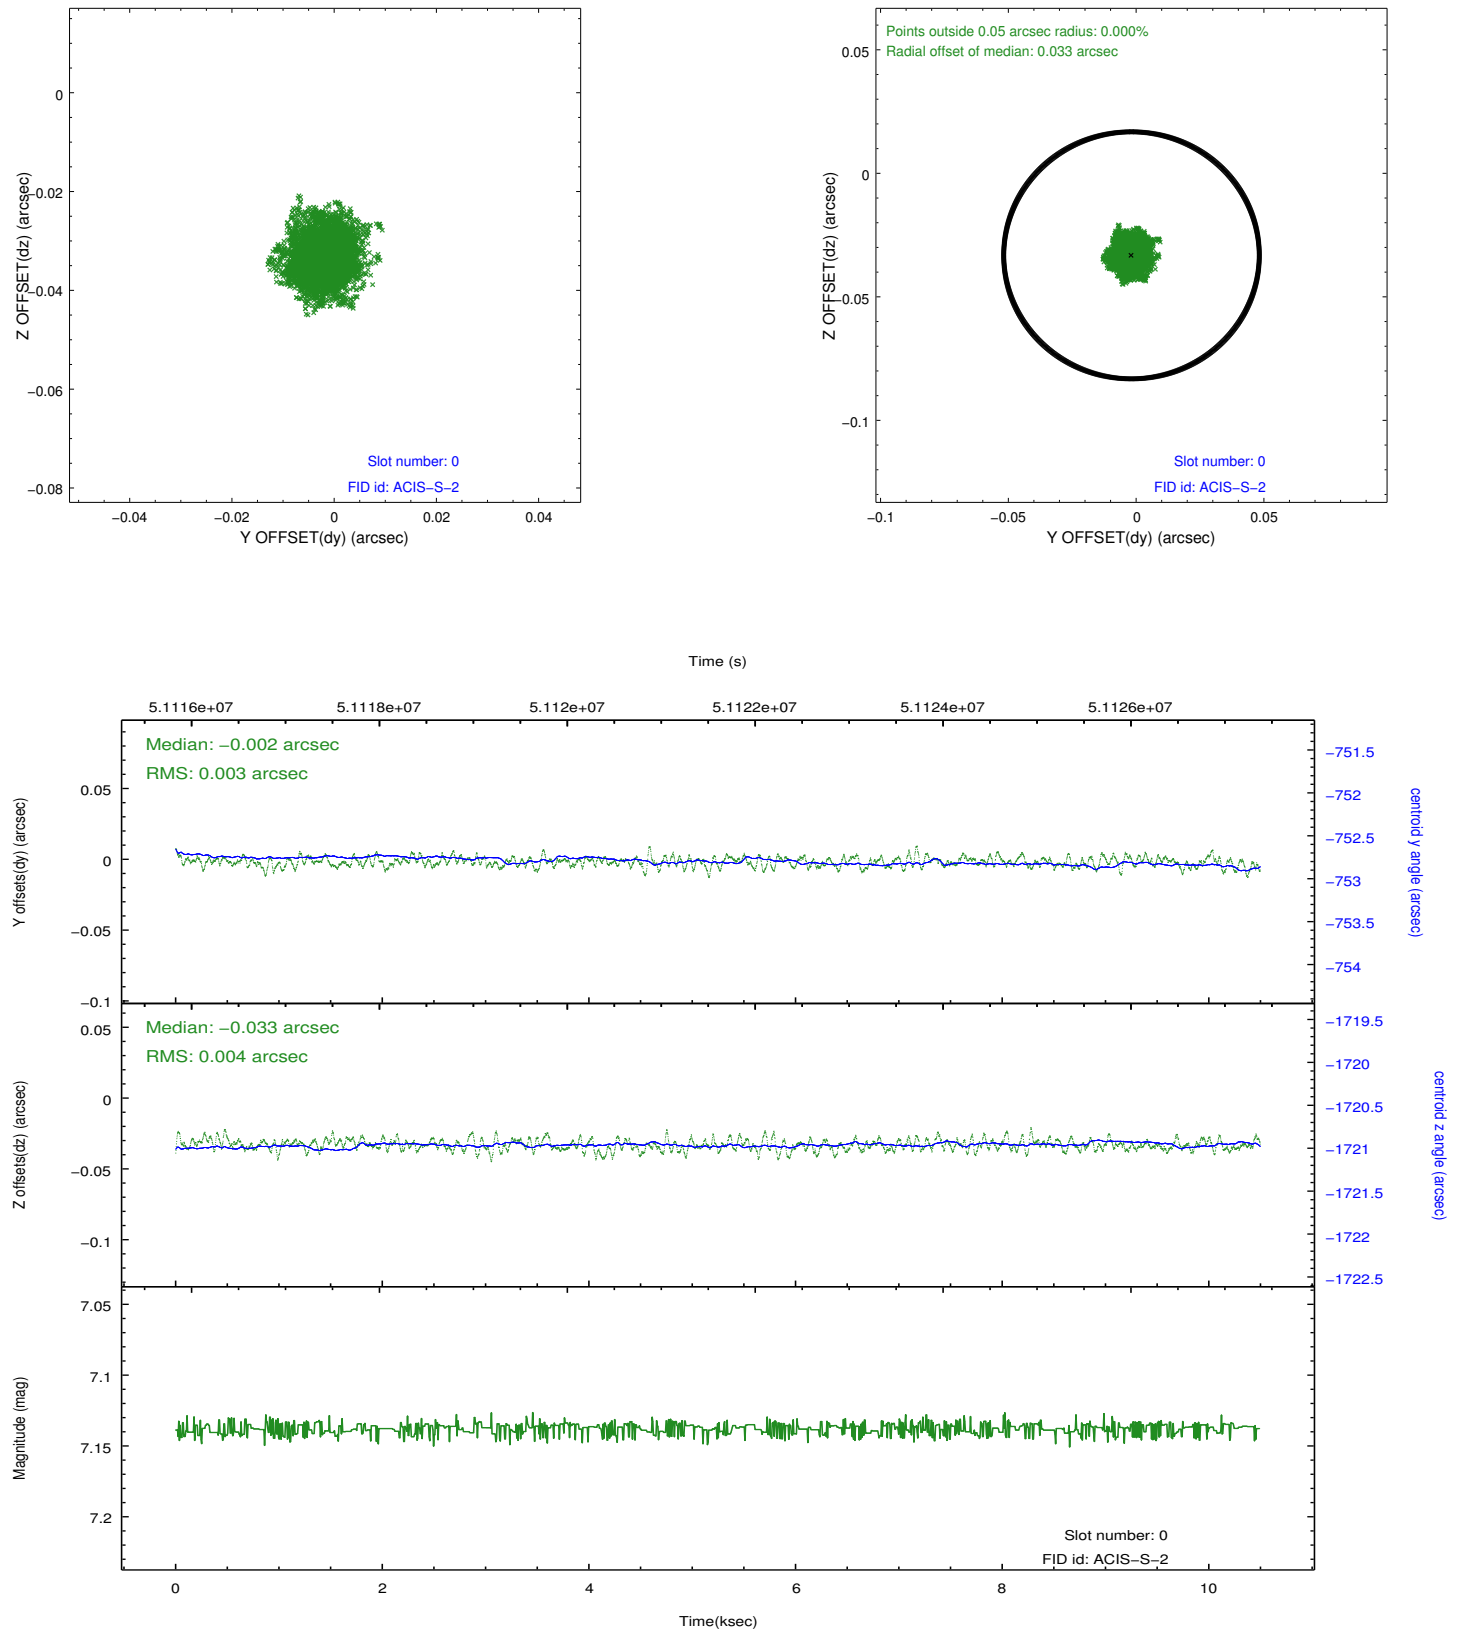 0
−0.02
−0.04
−0.06
−0.08
Z OFFSET(dz) (arcsec)
Slot number: 0
FID id: ACIS−S−2
−0.04
−0.02
0
0.02
0.04
Y OFFSET(dy) (arcsec)
Points outside 0.05 arcsec radius: 0.000%
Radial offset of median: 0.033 arcsec
0.05
0
−0.05
−0.1
Z OFFSET(dz) (arcsec)
Slot number: 0
FID id: ACIS−S−2
−0.1
−0.05
0
0.05
Y OFFSET(dy) (arcsec)
Time (s)
5.1116e+07
5.1118e+07
5.112e+07
5.1122e+07
5.1124e+07
5.1126e+07
Median: −0.002 arcsec
RMS: 0.003 arcsec
0.05
0
−0.05
−0.1
Y offsets(dy) (arcsec)
−751.5
−752
−752.5
−753
−753.5
−754
centroid y angle (arcsec)
Median: −0.033 arcsec
RMS: 0.004 arcsec
0.05
0
−0.05
−0.1
Z offsets(dz) (arcsec)
−1719.5
−1720
−1720.5
−1721
−1721.5
−1722
−1722.5
centroid z angle (arcsec)
7.05
7.1
7.15
7.2
Magnitude (mag)
Slot number: 0
FID id: ACIS−S−2
0
2
4
6
8
10
Time(ksec)